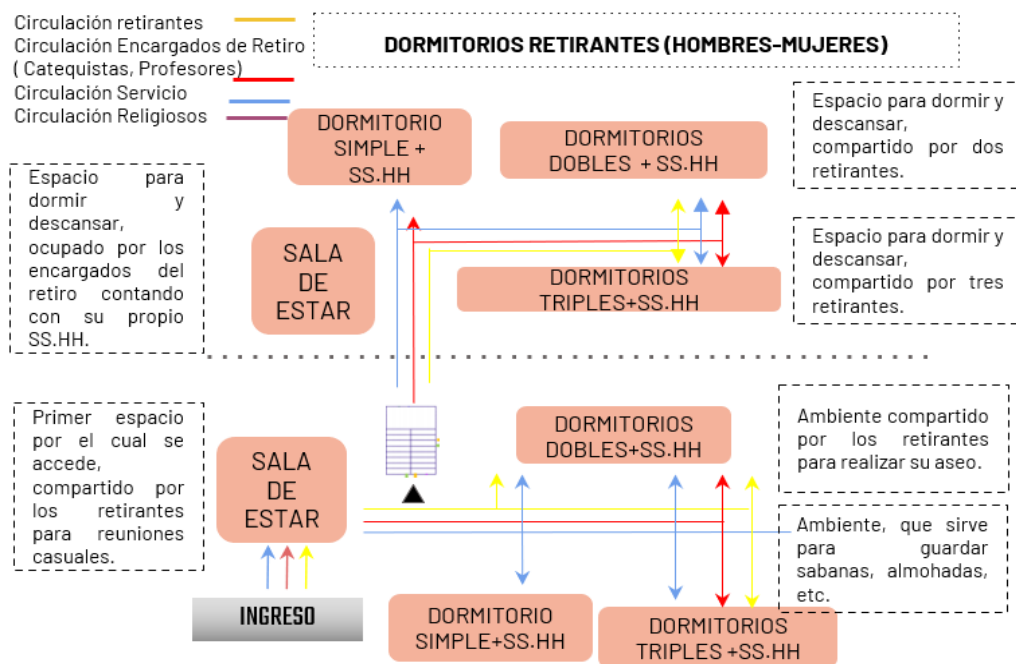 Circulación retirantes
Circulación Encargados de Retiro
( Catequistas, Profesores)
Circulación Servicio
Circulación Religiosos
DORMITORIOS RETIRANTES (HOMBRES-MUJERES)
DORMITORIO
SIMPLE +
SS.HH
DORMITORIOS
DOBLES + SS.HH
Espacio para dormir y
descansar,
compartido por dos
retirantes.
Espacio para
dormir y
descansar,
ocupado por los
encargados del
retiro contando
con su propio
SS.HH.
SALA
DE
ESTAR
DORMITORIOS
TRIPLES+SS.HH
Espacio para dormir y
descansar,
compartido por tres
retirantes.
Primer espacio
por el cual se
accede,
compartido por
los retirantes
para reuniones
casuales.
SALA
DE
ESTAR
DORMITORIOS
DOBLES+SS.HH
Ambiente compartido
por los retirantes
para realizar su aseo.
Ambiente, que sirve
para guardar
sabanas, almohadas,
etc.
INGRESO
DORMITORIO
SIMPLE+SS.HH
DORMITORIOS
TRIPLES +SS.HH